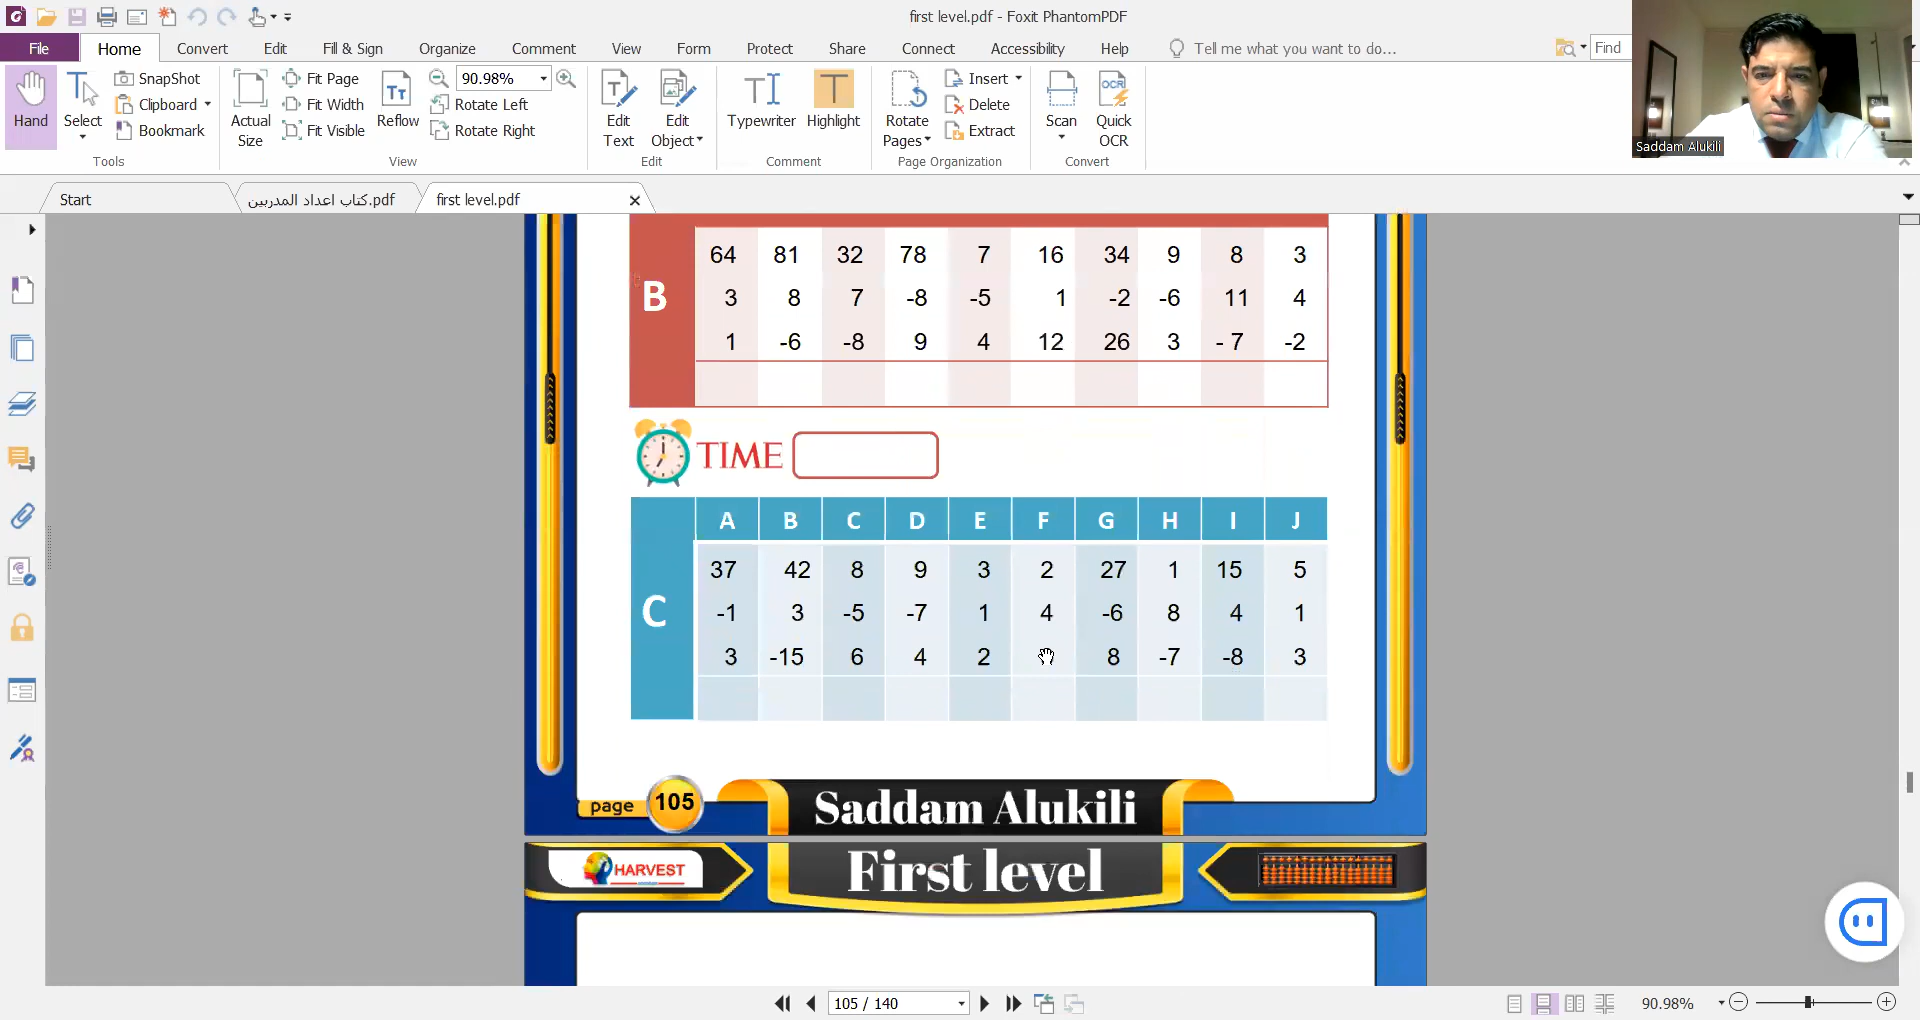 first level.pdf - Foxit PhantomPDF
File Home Convert Edit Fill & Sign Organize Comment View Form Protect Share Connect Accessibility Help Tell me what you want to do... Find
Hand Select SnapShot Clipboard Bookmark Actual Size Fit Page Fit Width Fit Visible Reflow 90.98% Rotate Left Rotate Right Edit Text Edit Object Typewriter Highlight Rotate Pages Insert Delete Extract Scan Quick OCR
Tools View Edit Comment Page Organization Convert
Saddam Alukili
Start كتاب اعداد المدربين.pdf first level.pdf
64 81 32 78 7 16 34 9 8 3
B 3 8 7 -8 -5 1 -2 -6 11 4
1 -6 -8 9 4 12 26 3 - 7 -2
TIME
A B C D E F G H I J
37 42 8 9 3 2 27 1 15 5
C -1 3 -5 -7 1 4 -6 8 4 1
3 -15 6 4 2 8 -7 -8 3
page 105 Saddam Alukili
HARVEST First level
105 / 140 90.98%